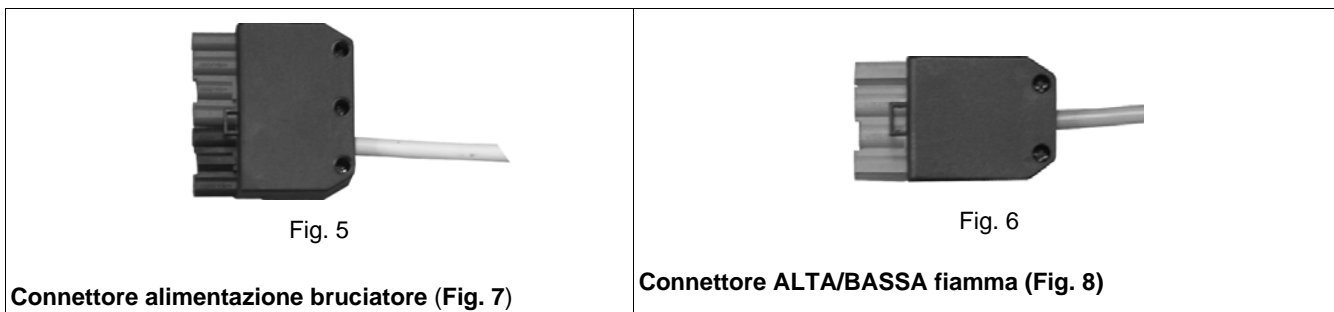 Fig. 5
Connettore alimentazione bruciatore (Fig. 7)
Fig. 6
Connettore ALTA/BASSA fiamma (Fig. 8)